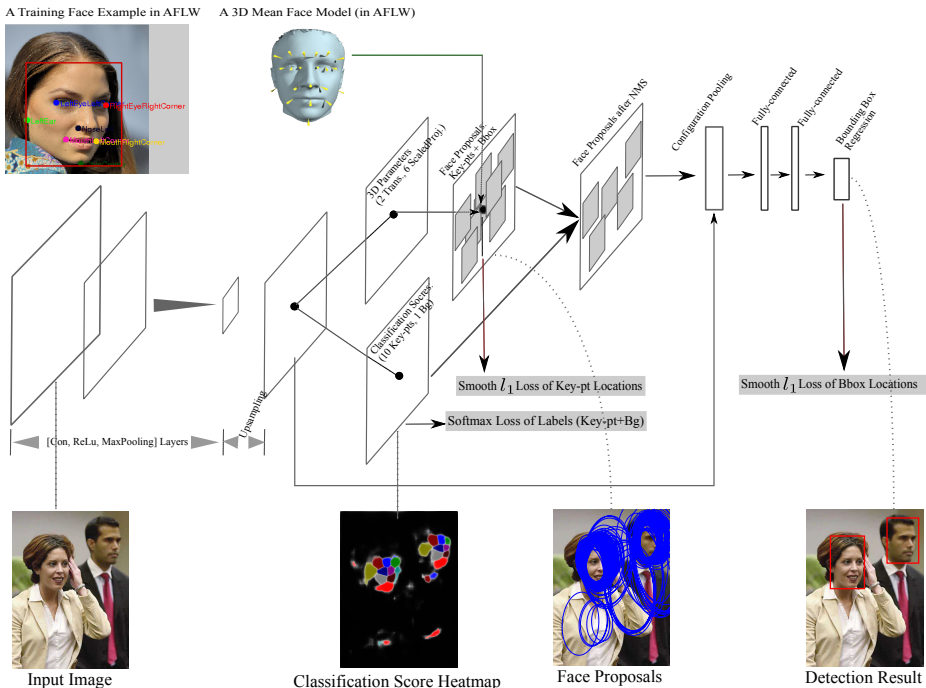 A Training Face Example in AFLW
A 3D Mean Face Model (in AFLW)
RightEyeRightCorner
MouthRightCorner
3D Parameters
(2 Trans., 6 ScaledProj.)
Face Proposals:
Key-pts + Bbox
Face Proposals after NMS
Configuration Pooling
Fully-connected
Fully-connected
Bounding Box
Regression
Classification Socres:
(10 Key-pts, 1 Bg)
Smooth l1 Loss of Key-pt Locations
Smooth l1 Loss of Bbox Locations
Softmax Loss of Labels (Key-pt+Bg)
[Con, ReLu, MaxPooling] Layers
Upsampling
Input Image
Classification Score Heatmap
Face Proposals
Detection Result